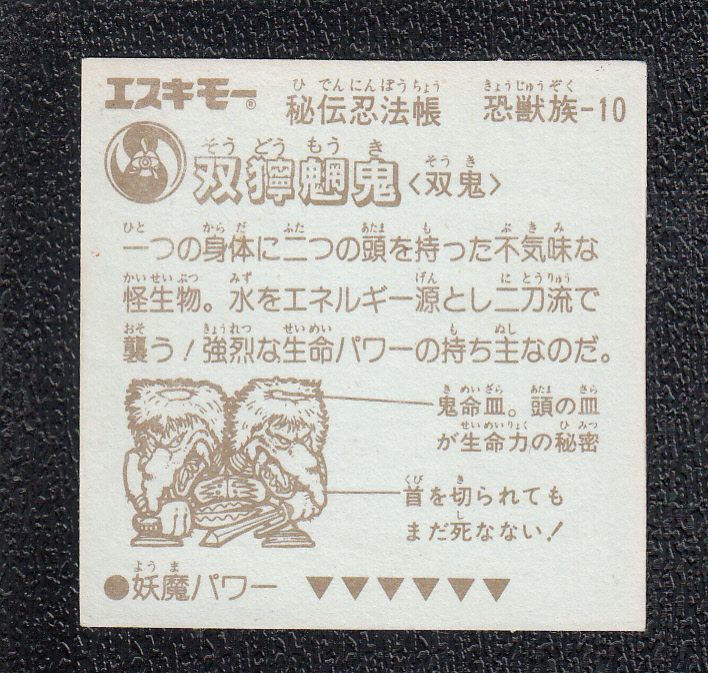 エスキモー®
ひでんにんぽうちょう きょうじゅうぞく
秘伝忍法帳 恐獣族-10
そうどうもうき そうき
双獰魍鬼〈双鬼〉
ひと からだ ふた あたま も ぶきみ
一つの身体に二つの頭を持った不気味な
かいせいぶつ みず げん にとうりゅう
怪生物。水をエネルギー源とし二刀流で
おそ きょうれつ せいめい も ぬし
襲う!強烈な生命パワーの持ち主なのだ。
きめいざら あたま さら
鬼命皿。頭の皿
せいめいりょく ひみつ
が生命力の秘密
くび き
首を切られても
し
まだ死なない!
ようま
●妖魔パワー ▼▼▼▼▼▼